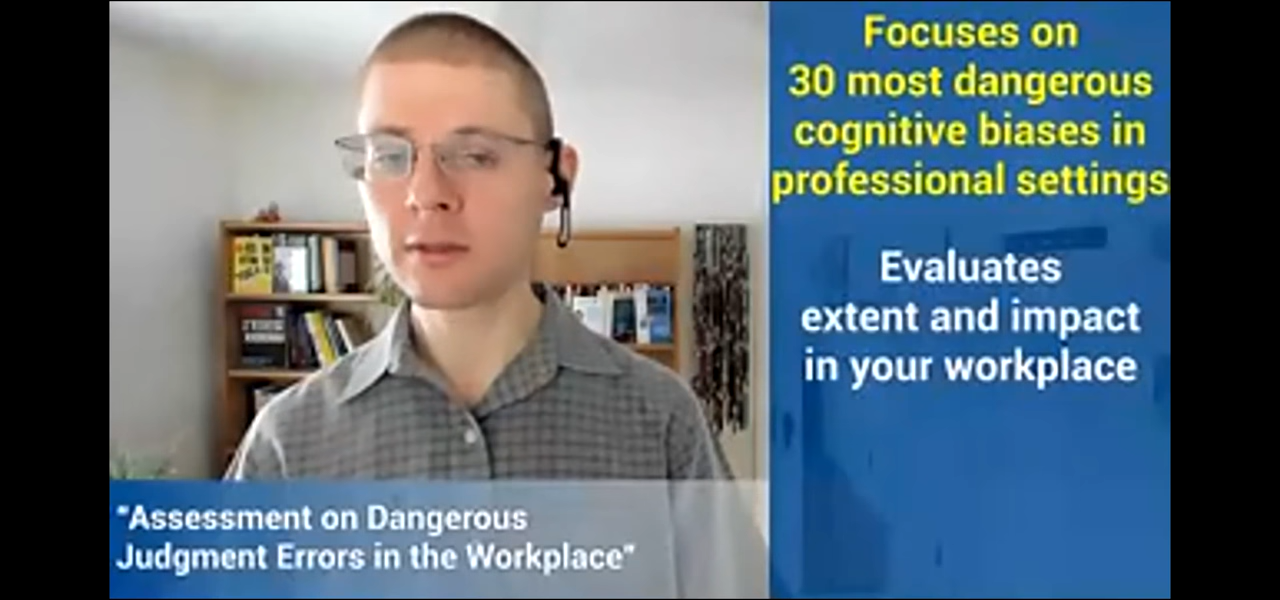 Focuses on
30 most dangerous
cognitive biases in
professional settings
Evaluates
extent and impact
in your workplace
"Assessment on Dangerous
Judgment Errors in the Workplace"